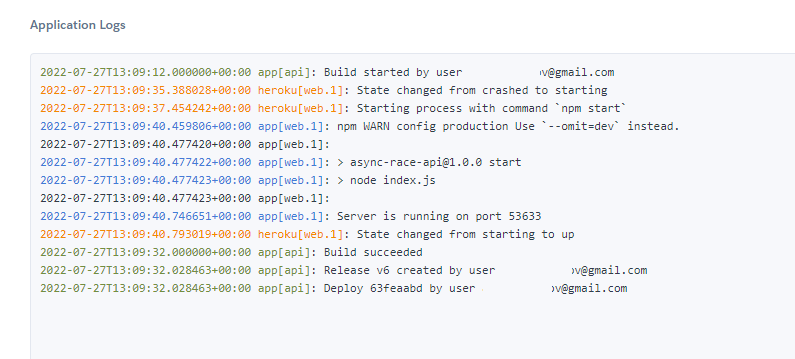 Application Logs
2022-07-27T13:09:12.000000+00:00 app[api]: Build started by user v@gmail.com
2022-07-27T13:09:35.388028+00:00 heroku[web.1]: State changed from crashed to starting
2022-07-27T13:09:37.454242+00:00 heroku[web.1]: Starting process with command `npm start`
2022-07-27T13:09:40.459806+00:00 app[web.1]: npm WARN config production Use `--omit=dev` instead.
2022-07-27T13:09:40.477420+00:00 app[web.1]:
2022-07-27T13:09:40.477422+00:00 app[web.1]: > async-race-api@1.0.0 start
2022-07-27T13:09:40.477423+00:00 app[web.1]: > node index.js
2022-07-27T13:09:40.477423+00:00 app[web.1]:
2022-07-27T13:09:40.746651+00:00 app[web.1]: Server is running on port 53633
2022-07-27T13:09:40.793019+00:00 heroku[web.1]: State changed from starting to up
2022-07-27T13:09:32.000000+00:00 app[api]: Build succeeded
2022-07-27T13:09:32.028463+00:00 app[api]: Release v6 created by user v@gmail.com
2022-07-27T13:09:32.028463+00:00 app[api]: Deploy 63feaabd by user v@gmail.com